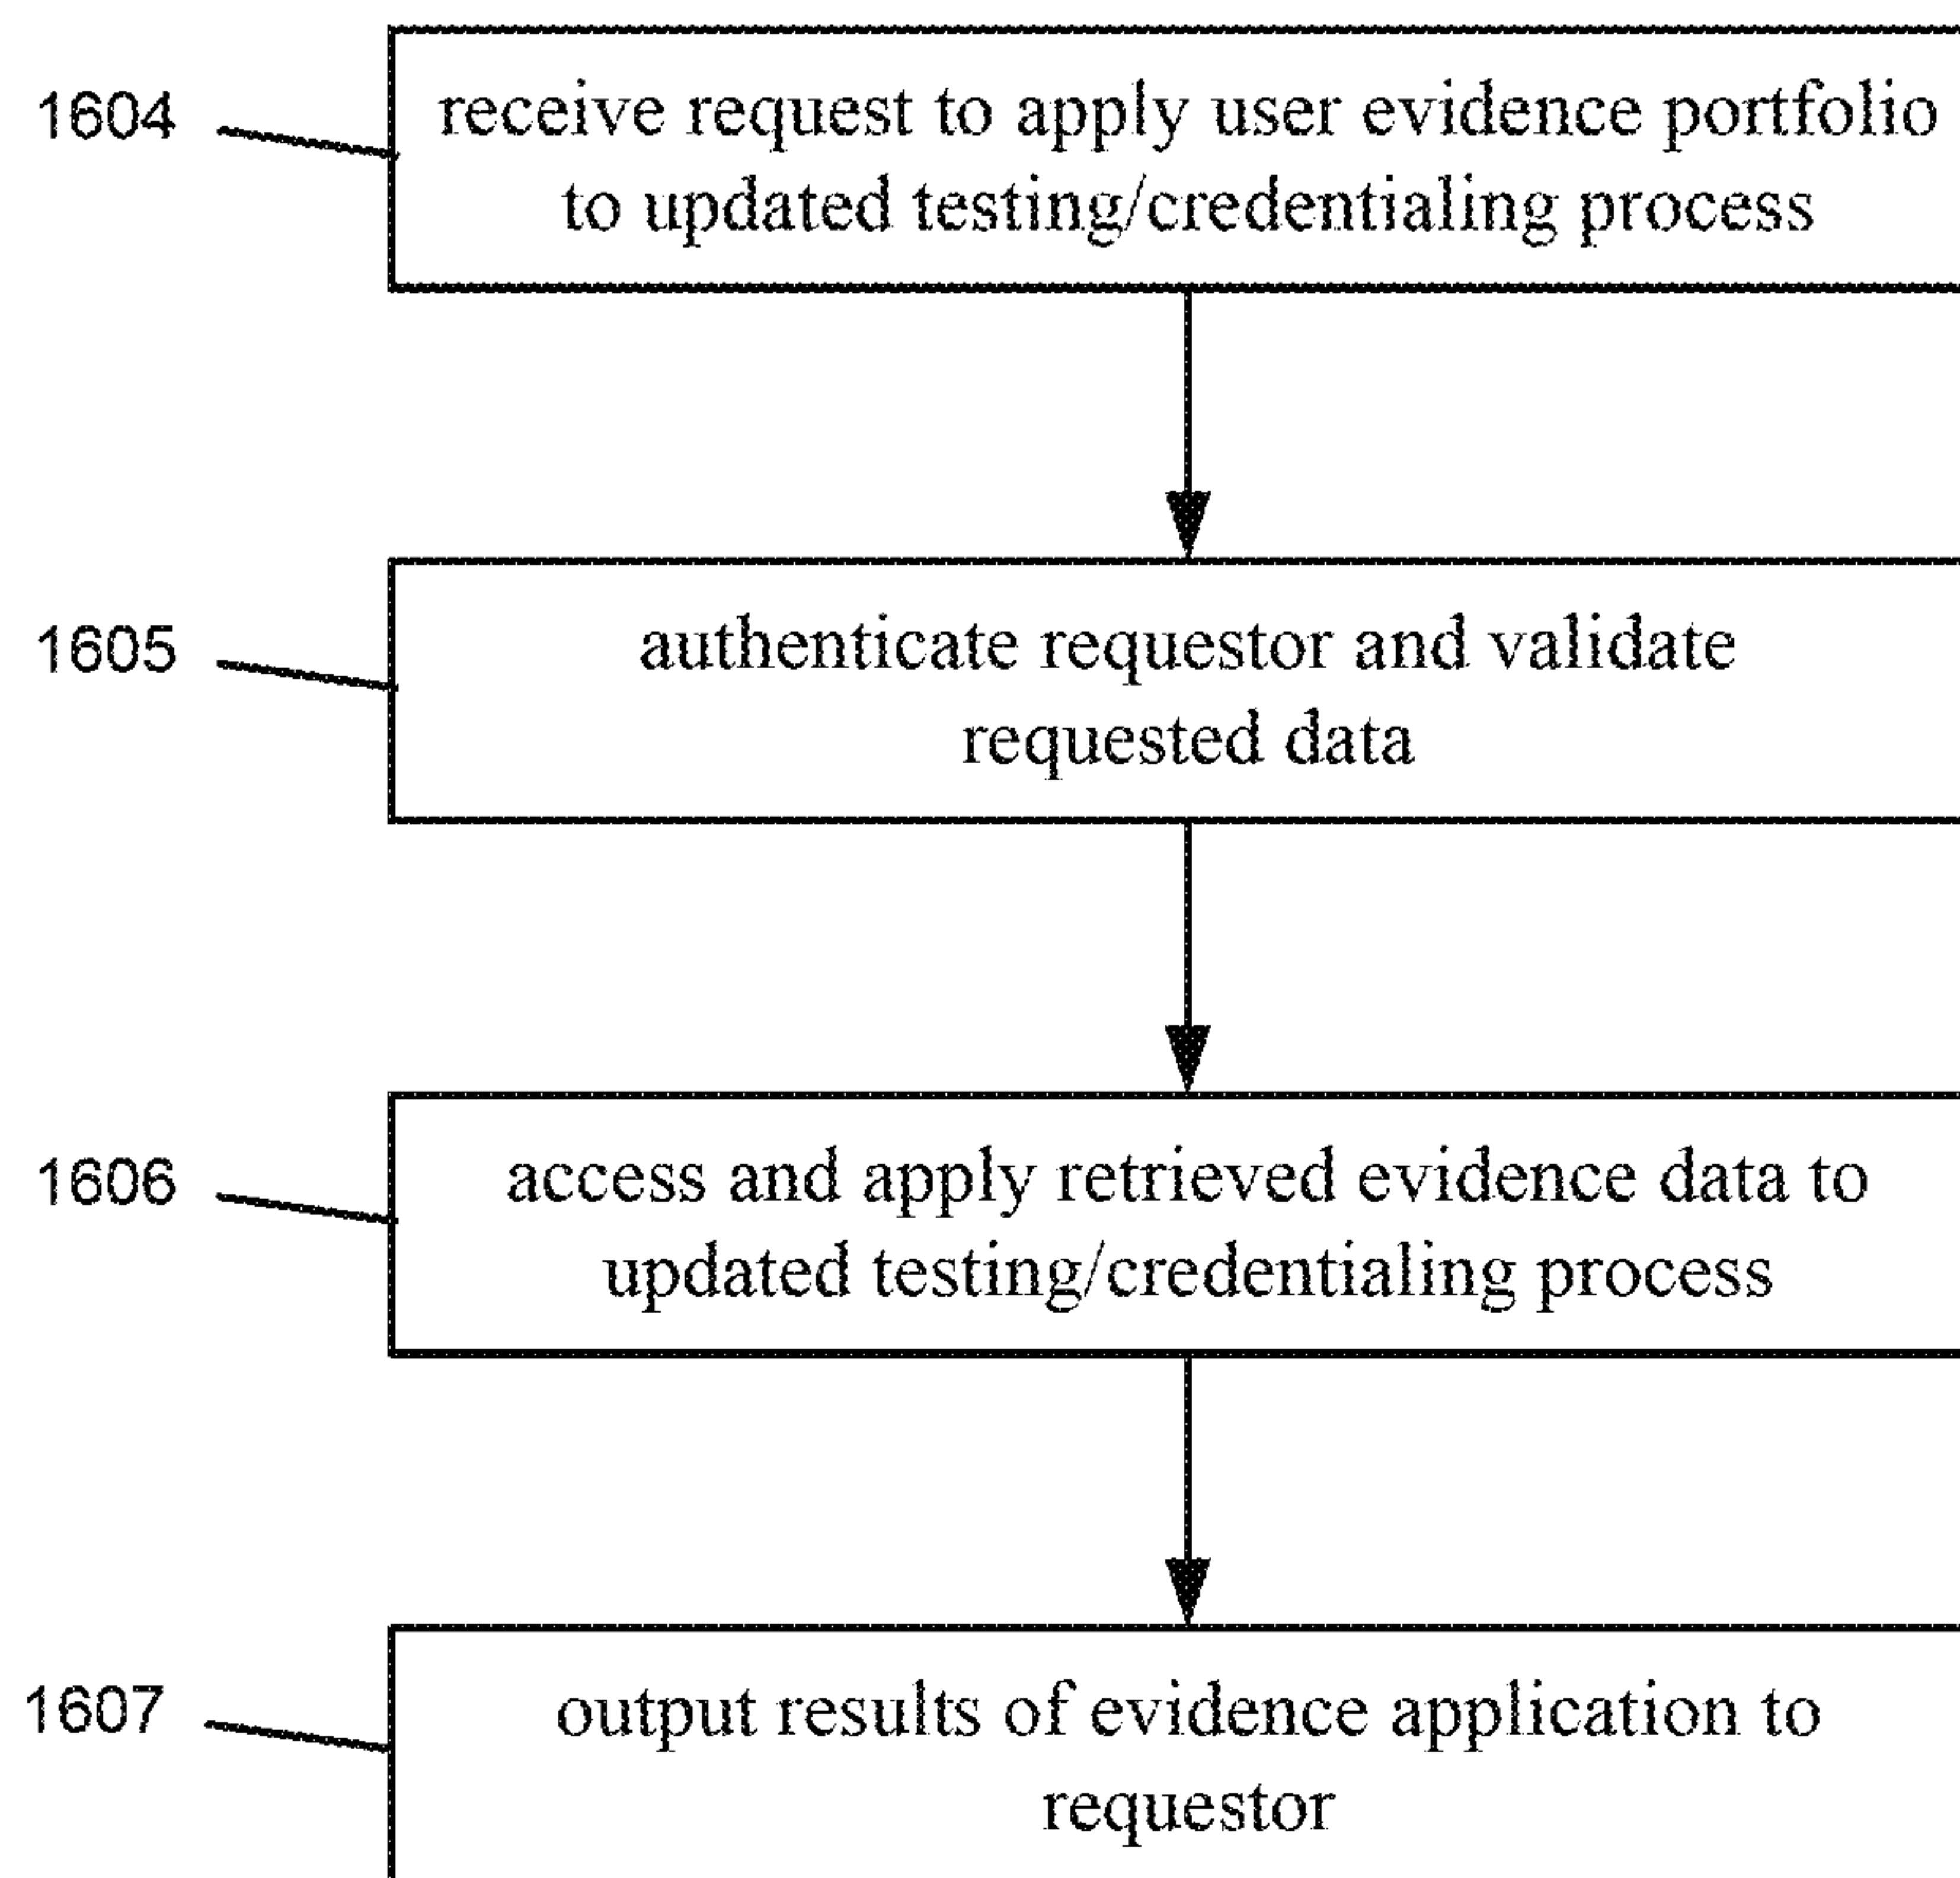 1604
receive request to apply user evidence portfolio
to updated testing/credentialing process
1605
authenticate requestor and validate
requested data
1606
access and apply retrieved evidence data to
updated testing/credentialing process
1607
output results of evidence application to
requestor